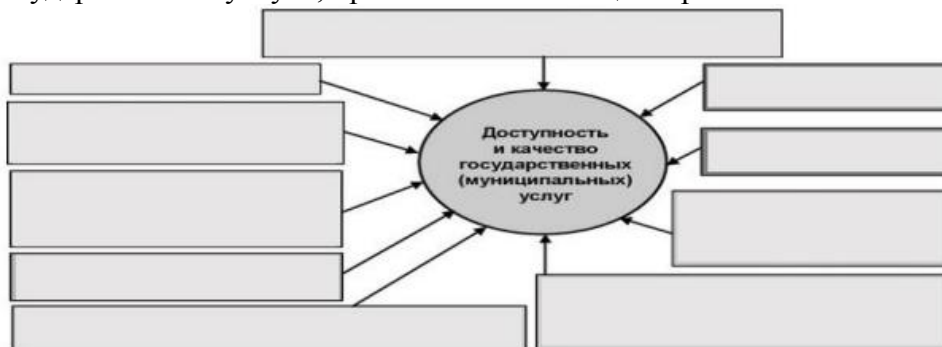 Доступность
и качество
государственных
(муниципальных)
услуг